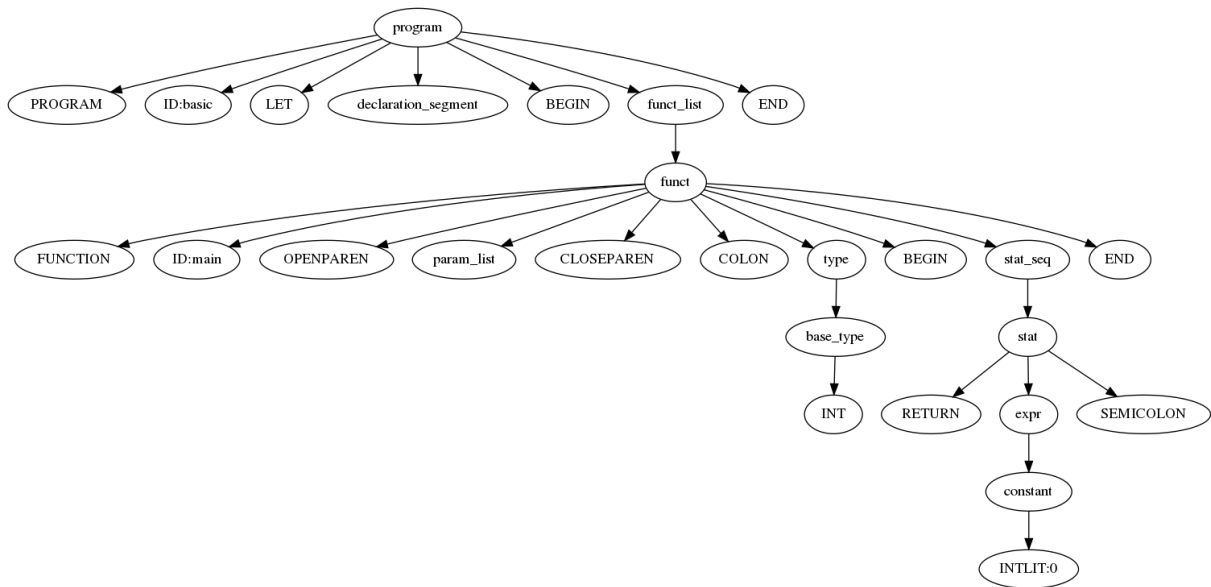 program
PROGRAM ID:basic LET declaration_segment BEGIN funct_list END
funct
FUNCTION ID:main OPENPAREN param_list CLOSEPAREN COLON type BEGIN stat_seq END
base_type stat
INT RETURN expr SEMICOLON
constant
INTLIT:0